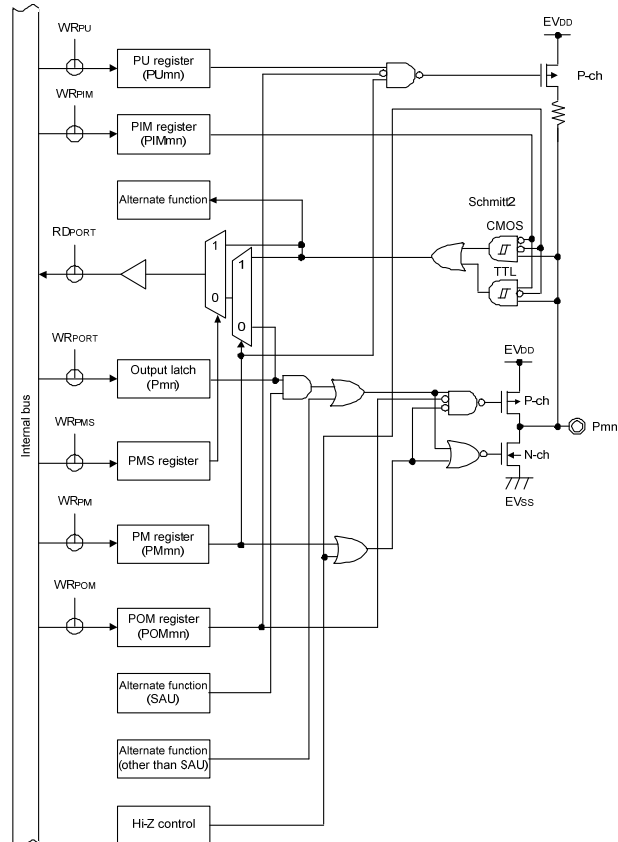 EVDD
WRPU
PU register
(PUmn)
P-ch
WRPIM
PIM register
(PIMmn)
Alternate function
Schmitt2
CMOS
RDPORT
1
1
TTL
0
0
WRPORT
EVDD
Output latch
(Pmn)
P-ch
Internal bus
Pmn
WRPMS
PMS register
N-ch
EVSS
WRPM
PM register
(PMmn)
WRPOM
POM register
(POMmn)
Alternate function
(SAU)
Alternate function
(other than SAU)
Hi-Z control